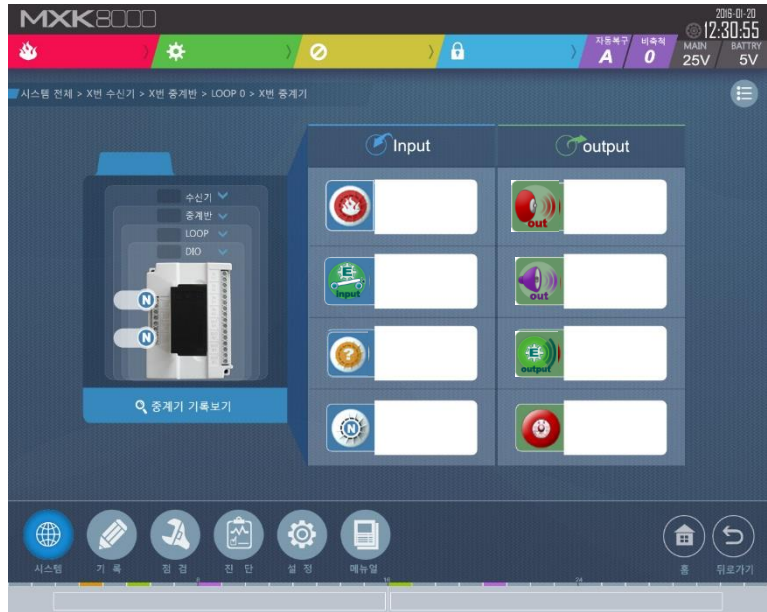 MXK8000
2016-01-20
12:30:55
자동복구 A
비축적 0
MAIN 25V
BATTRY 5V
시스템 전체 > X번 수신기 > X번 중계반 > LOOP 0 > X번 중계기
Input
output
수신기
중계반
LOOP
DIO
N
N
중계기 기록보기
out
E
input
out
?
E
output
N
시스템
기 록
점 검
진 단
설 정
메뉴얼
홈
뒤로가기
8
16
24